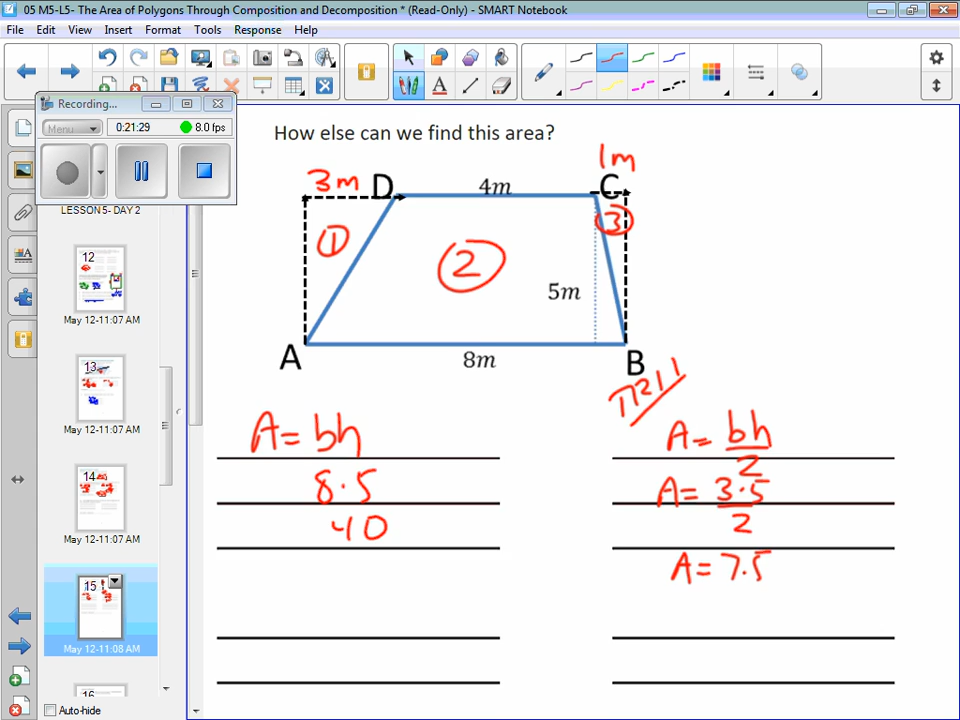 05 M5-L5- The Area of Polygons Through Composition and Decomposition * (Read-Only) - SMART Notebook
File Edit View Insert Format Tools Response Help
Recording...
Menu 0:21:29 8.0 fps
LESSON 5- DAY 2
12
May 12-11:07 AM
13
May 12-11:07 AM
14
May 12-11:07 AM
15
May 12-11:08 AM
16
Auto-hide
How else can we find this area?
1m
3m D 4m C
1 3
2
5m
A 8m B
A = bh
8·5
40
A = bh/2
A = 3·5/2
A = 7.5